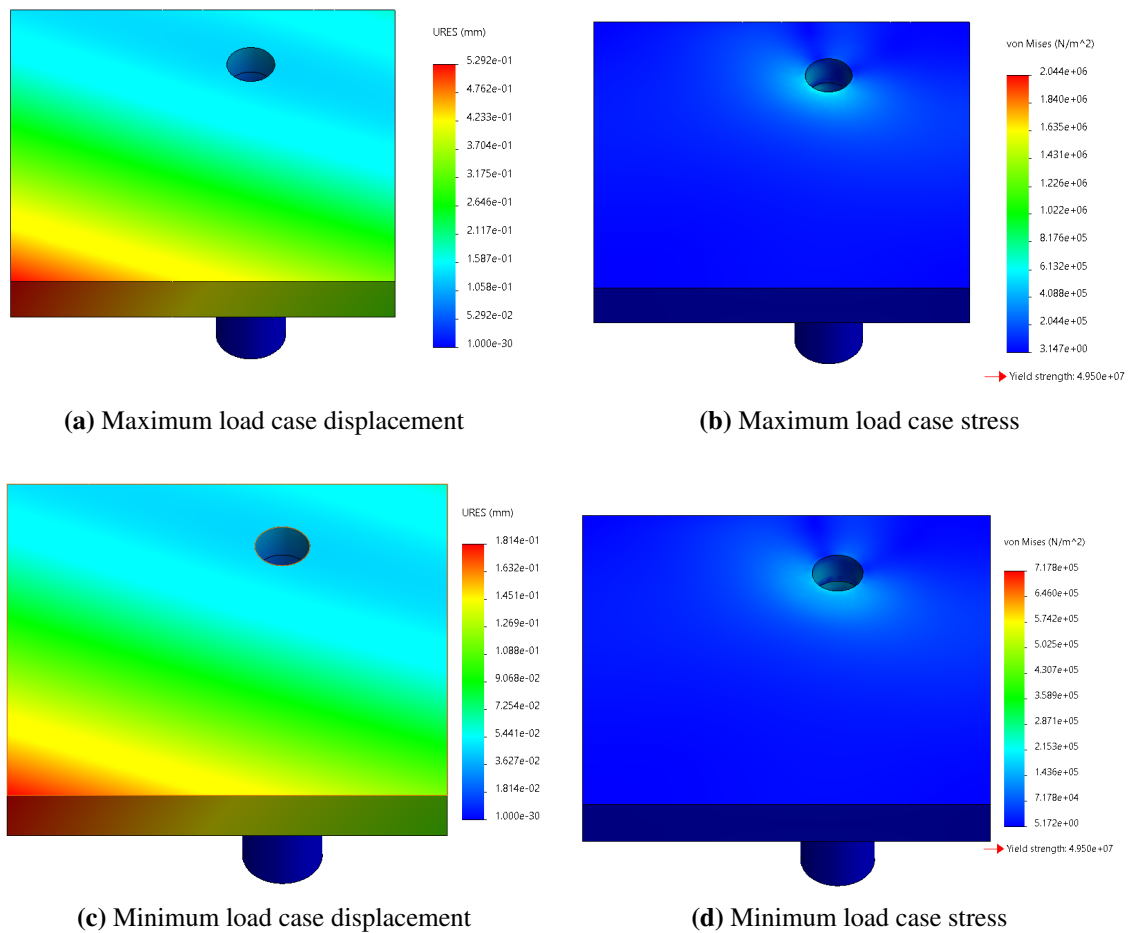 URES (mm)
5.292e-01
4.762e-01
4.233e-01
3.704e-01
3.175e-01
2.646e-01
2.117e-01
1.587e-01
1.058e-01
5.292e-02
1.000e-30
von Mises (N/m^2)
2.044e+06
1.840e+06
1.635e+06
1.431e+06
1.226e+06
1.022e+06
8.176e+05
6.132e+05
4.088e+05
2.044e+05
3.147e+00
Yield strength: 4.950e+07
(a) Maximum load case displacement
(b) Maximum load case stress
URES (mm)
1.814e-01
1.632e-01
1.451e-01
1.269e-01
1.088e-01
9.068e-02
7.254e-02
5.441e-02
3.627e-02
1.814e-02
1.000e-30
von Mises (N/m^2)
7.178e+05
6.460e+05
5.742e+05
5.025e+05
4.307e+05
3.589e+05
2.871e+05
2.153e+05
1.436e+05
7.178e+04
5.172e+00
Yield strength: 4.950e+07
(c) Minimum load case displacement
(d) Minimum load case stress